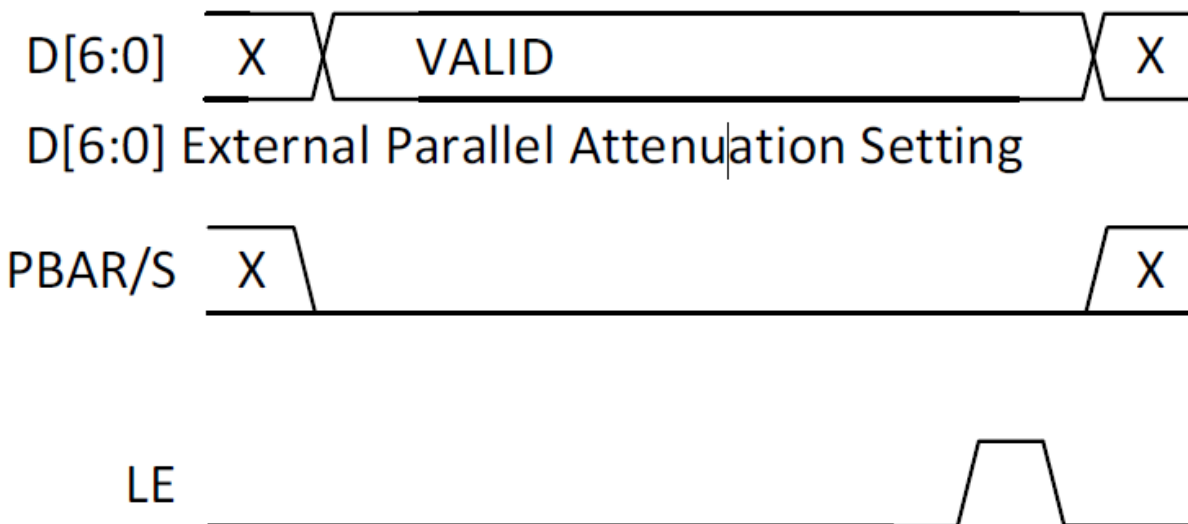 D[6:0] X VALID X
D[6:0] External Parallel Attenuation Setting
PBAR/S X X
LE